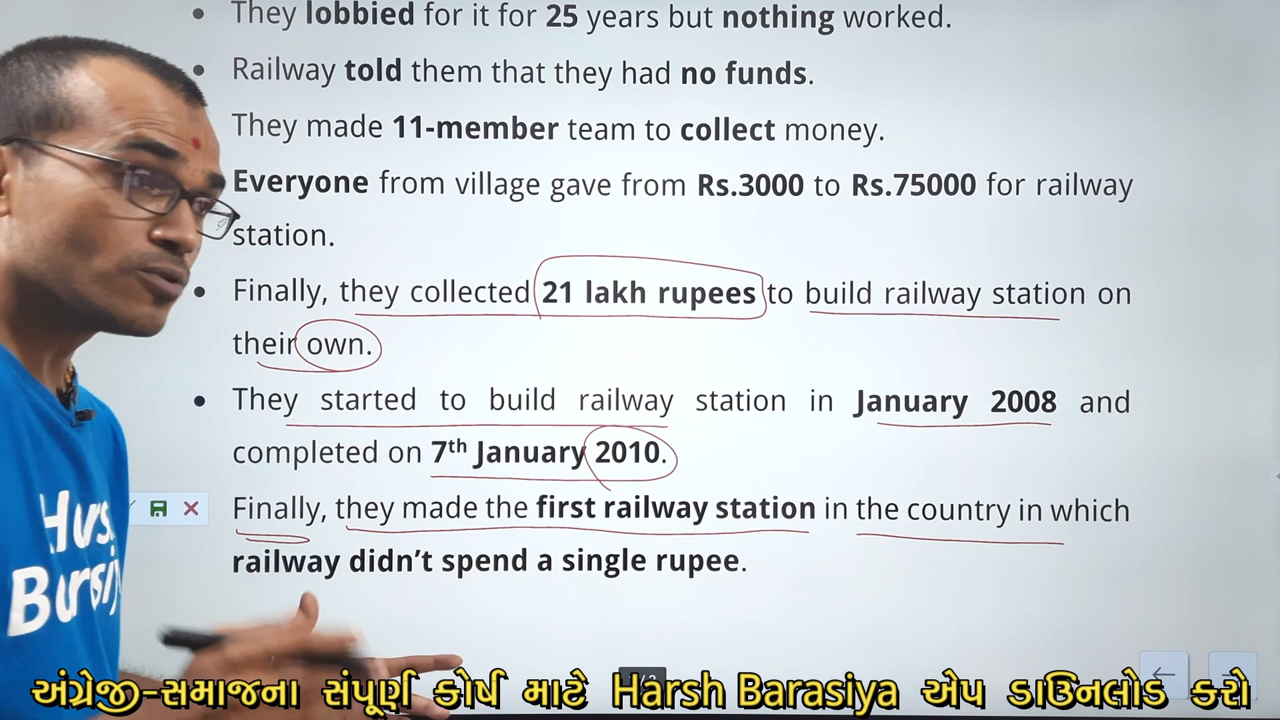 They lobbied for it for 25 years but nothing worked.
Railway told them that they had no funds.
They made 11-member team to collect money.
Everyone from village gave from Rs.3000 to Rs.75000 for railway
station.
Finally, they collected 21 lakh rupees to build railway station on
their own.
They started to build railway station in January 2008 and
completed on 7th January 2010.
Finally, they made the first railway station in the country in which
railway didn't spend a single rupee.
અંગ્રેજી-સમાજના સંપૂર્ણ કોર્ષ માટે Harsh Barasiya એપ ડાઉનલોડ કરો